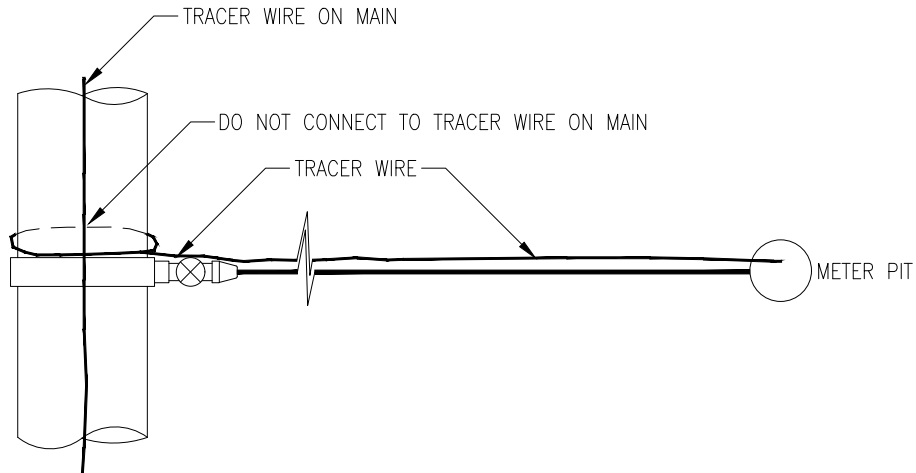 TRACER WIRE ON MAIN
DO NOT CONNECT TO TRACER WIRE ON MAIN
TRACER WIRE
METER PIT